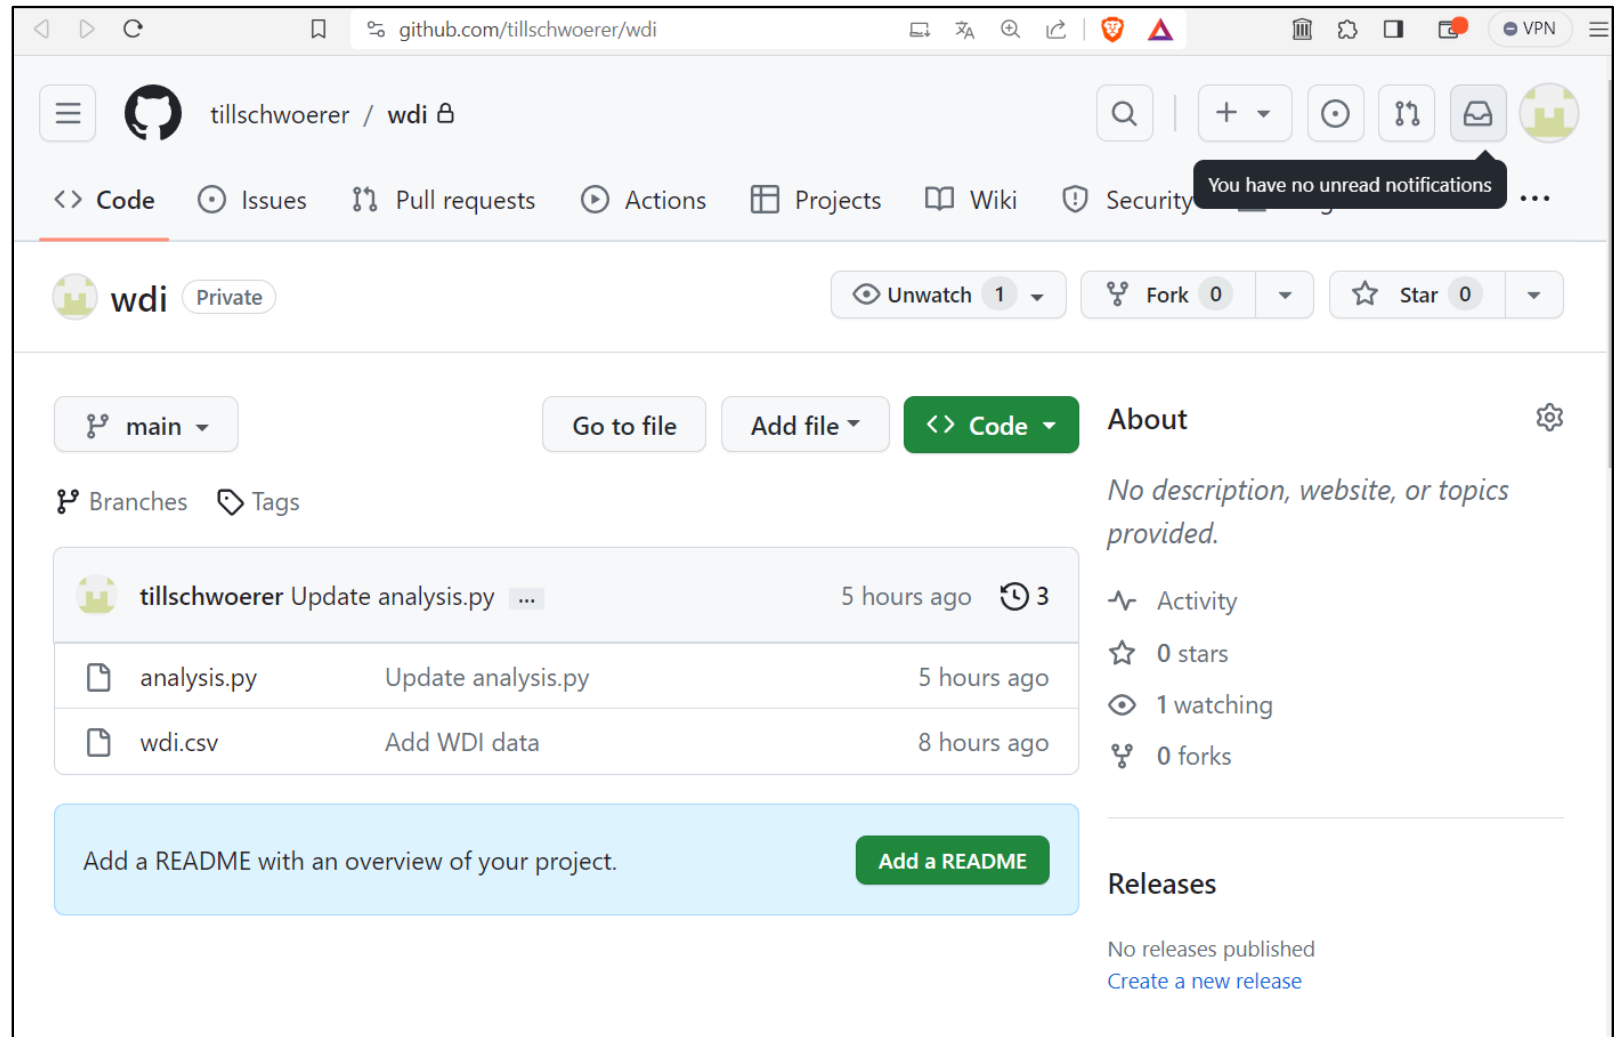 github.com/tillschwoerer/wdi
VPN
tillschwoerer / wdi
You have no unread notifications
Code Issues Pull requests Actions Projects Wiki Security
wdi Private Unwatch 1 Fork 0 Star 0
main Go to file Add file Code
Branches Tags
tillschwoerer Update analysis.py ... 5 hours ago 3
analysis.py Update analysis.py 5 hours ago
wdi.csv Add WDI data 8 hours ago
Add a README with an overview of your project. Add a README
About
No description, website, or topics
provided.
Activity
0 stars
1 watching
0 forks
Releases
No releases published
Create a new release